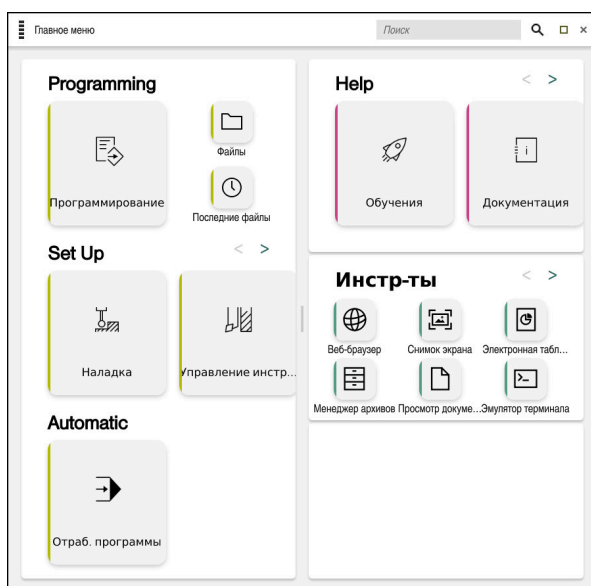 Главное меню
Поиск
Programming
Программирование
Файлы
Последние файлы
Set Up
< >
Наладка
Управление инстр...
Automatic
Отраб. программы
Help
< >
Обучения
i
Документация
Инстр-ты
< >
Веб-браузер
Снимок экрана
Электронная табл...
Менеджер архивов
Просмотр докуме...
Эмулятор терминала